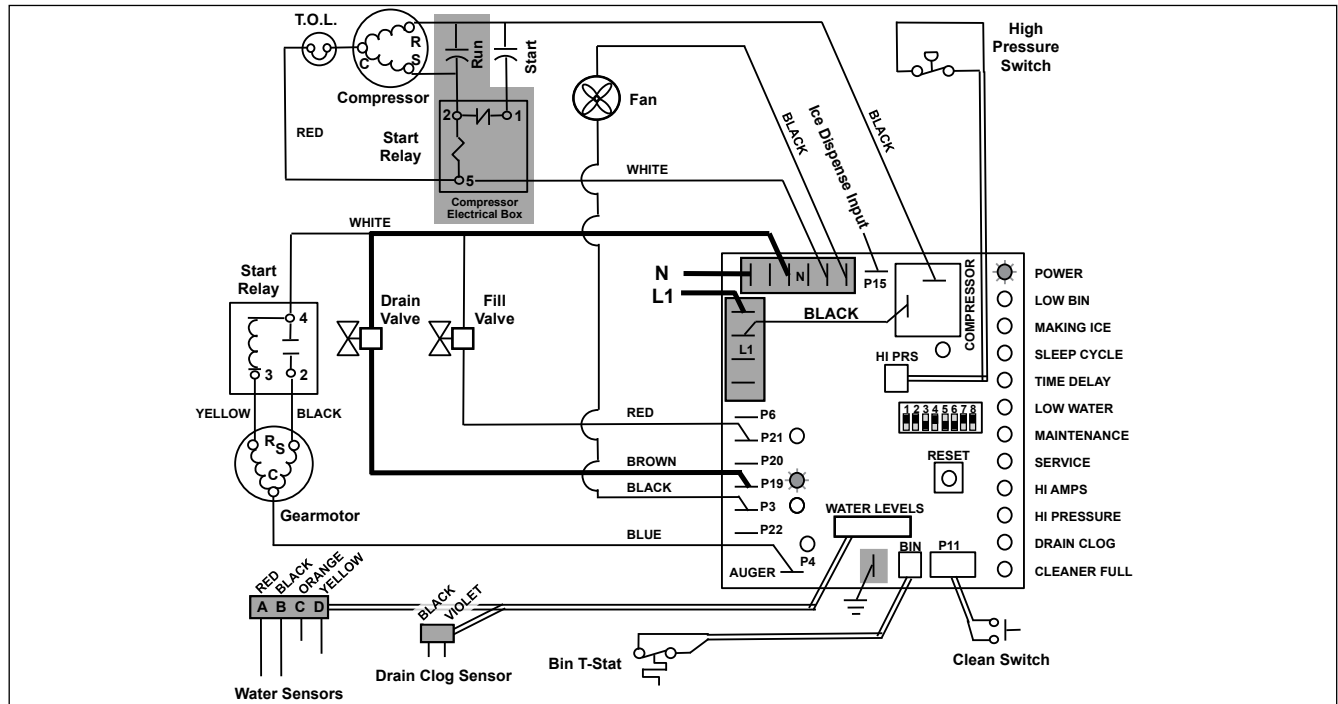 T.O.L.
R
S
C
Compressor
Run
Start
2
1
5
Start
Relay
Compressor
Electrical Box
RED
WHITE
WHITE
Fan
BLACK
Ice Dispense Input
BLACK
High
Pressure
Switch
Start
Relay
4
3
2
YELLOW
BLACK
R
S
C
Gearmotor
Drain
Valve
Fill
Valve
N
L1
N
P15
BLACK
L1
COMPRESSOR
HI PRS
1 2 3 4 5 6 7 8
RESET
RED
BROWN
BLACK
BLUE
P6
P21
P20
P19
P3
P22
P4
AUGER
WATER LEVELS
BIN
P11
POWER
LOW BIN
MAKING ICE
SLEEP CYCLE
TIME DELAY
LOW WATER
MAINTENANCE
SERVICE
HI AMPS
HI PRESSURE
DRAIN CLOG
CLEANER FULL
RED
BLACK
ORANGE
YELLOW
A B C D
Water Sensors
BLACK
VIOLET
Drain Clog Sensor
Bin T-Stat
Clean Switch